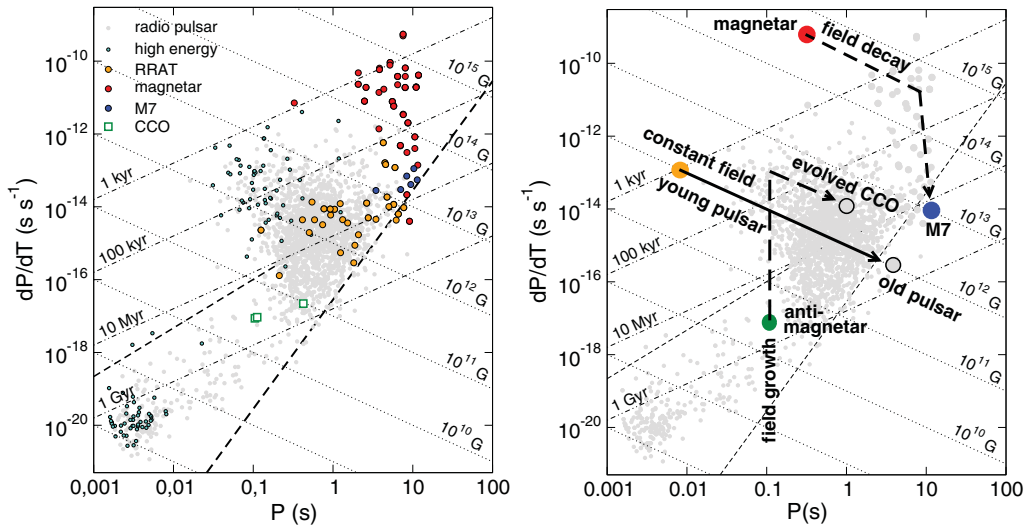 radio pulsar
high energy
RRAT
magnetar
M7
CCO
10^-10
10^-12
10^-14
10^-16
10^-18
10^-20
dP/dT (s s^-1)
1 kyr
100 kyr
10 Myr
1 Gyr
10^15 G
10^14 G
10^13 G
10^12 G
10^11 G
10^10 G
0,001
0,01
0,1
1
10
100
P (s)
magnetar
field decay
constant field
young pulsar
evolved CCO
M7
old pulsar
anti-
magnetar
field growth
10^-10
10^-12
10^-14
10^-16
10^-18
10^-20
dP/dT (s s^-1)
1 kyr
100 kyr
10 Myr
1 Gyr
10^15 G
10^14 G
10^13 G
10^12 G
10^11 G
10^10 G
0.001
0.01
0.1
1
10
100
P(s)